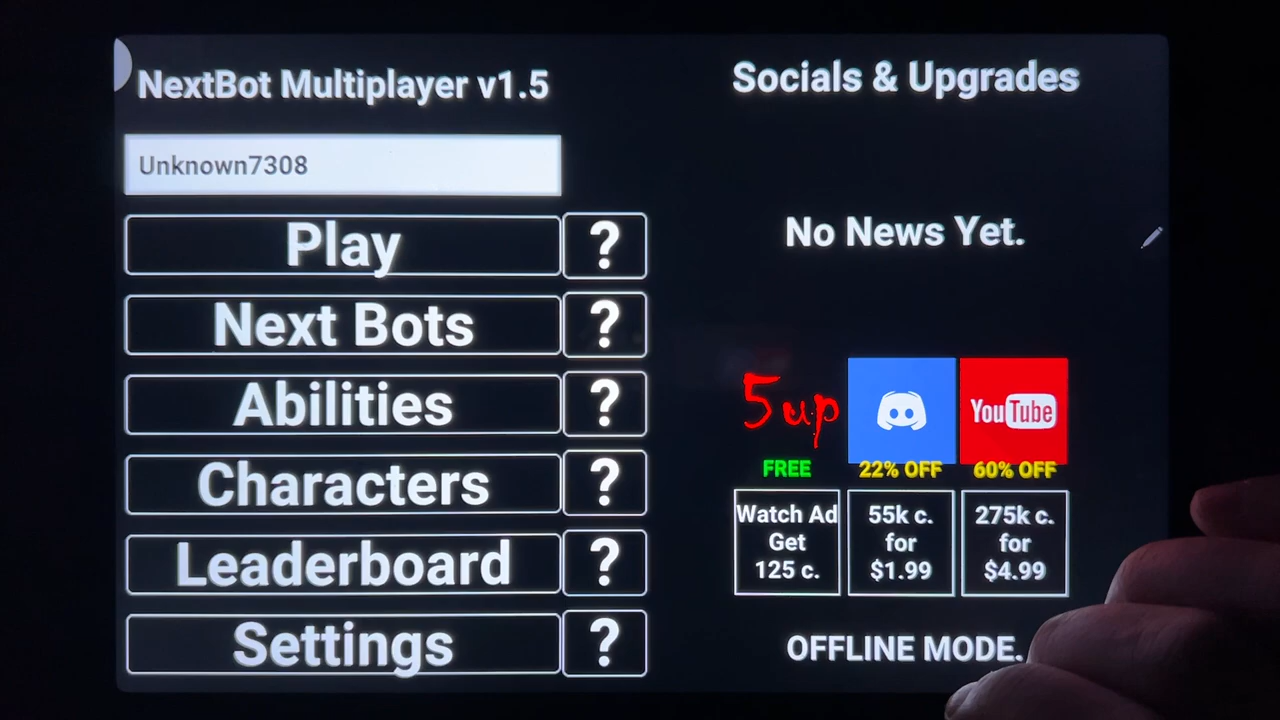 NextBot Multiplayer v1.5
Unknown7308
Play
?
Next Bots
?
Abilities
?
Characters
?
Leaderboard
?
Settings
?
Socials & Upgrades
No News Yet.
5up
YouTube
FREE
22% OFF
60% OFF
Watch Ad
Get
125 c.
55k c.
for
$1.99
275k c.
for
$4.99
OFFLINE MODE.